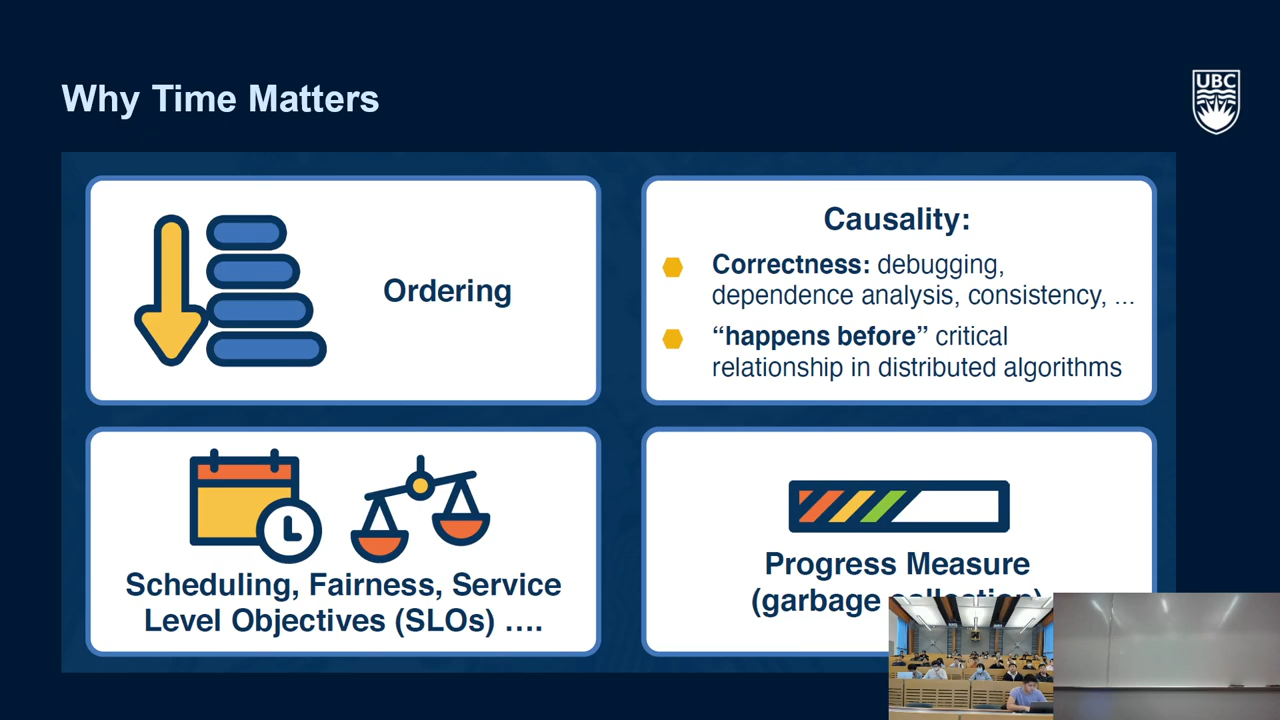 Why Time Matters
UBC
Ordering
Causality:
Correctness: debugging,
dependence analysis, consistency, ...
“happens before” critical
relationship in distributed algorithms
Scheduling, Fairness, Service
Level Objectives (SLOs) ....
Progress Measure
(garbage collection)